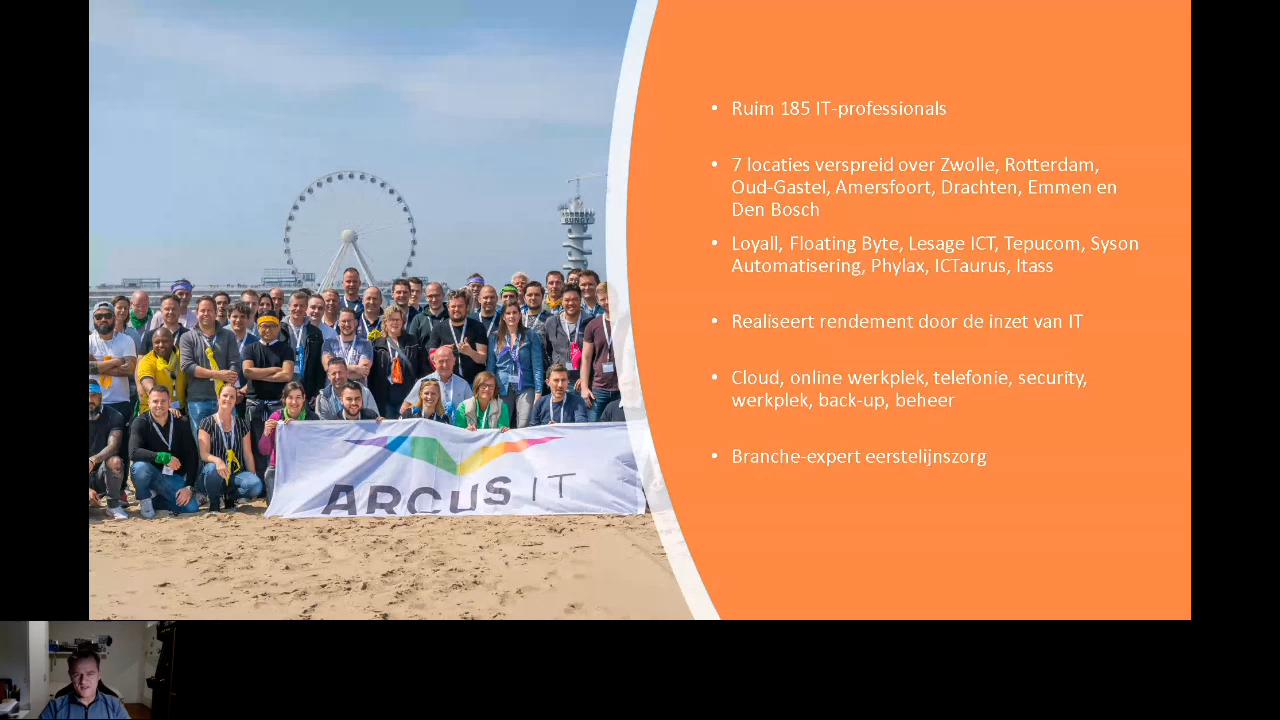 BUNGY
ARCUS IT
• Ruim 185 IT-professionals
• 7 locaties verspreid over Zwolle, Rotterdam,
Oud-Gastel, Amersfoort, Drachten, Emmen en
Den Bosch
• Loyall, Floating Byte, Lesage ICT, Tepucom, Syson
Automatisering, Phylax, ICTaurus, Itass
• Realiseert rendement door de inzet van IT
• Cloud, online werkplek, telefonie, security,
werkplek, back-up, beheer
• Branche-expert eerstelijnszorg